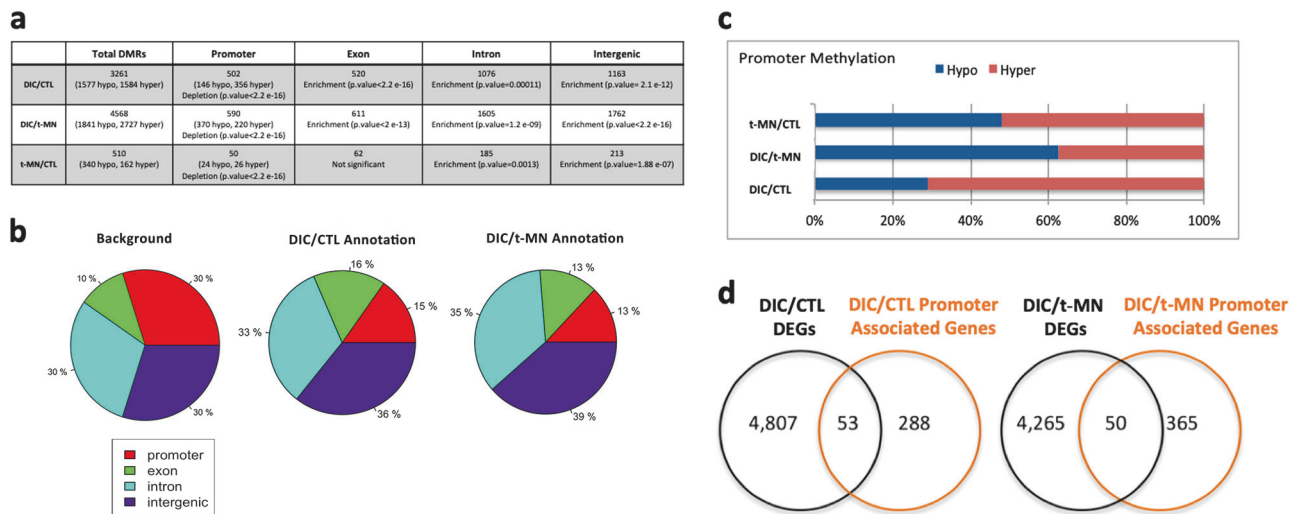 a
Total DMRs Promoter Exon Intron Intergenic
DIC/CTL
3261
(1577 hypo, 1584 hyper)
502
(146 hypo, 356 hyper)
Depletion (p.value<2.2 e-16)
520
Enrichment (p.value<2.2 e-16)
1076
Enrichment (p.value=0.00011)
1163
Enrichment (p.value= 2.1 e-12)
DIC/t-MN
4568
(1841 hypo, 2727 hyper)
590
(370 hypo, 220 hyper)
Depletion (p.value<2.2 e-16)
611
Enrichment (p.value<2 e-13)
1605
Enrichment (p.value=1.2 e-09)
1762
Enrichment (p.value<2.2 e-16)
t-MN/CTL
510
(340 hypo, 162 hyper)
50
(24 hypo, 26 hyper)
Depletion (p.value<2.2 e-16)
62
Not significant
185
Enrichment (p.value=0.0013)
213
Enrichment (p.value=1.88 e-07)
b
Background
10 %
30 %
30 %
30 %
DIC/CTL Annotation
16 %
15 %
33 %
36 %
DIC/t-MN Annotation
13 %
13 %
35 %
39 %
promoter
exon
intron
intergenic
c
Promoter Methylation
Hypo Hyper
t-MN/CTL
DIC/t-MN
DIC/CTL
0% 20% 40% 60% 80% 100%
d
DIC/CTL
DEGs
DIC/CTL Promoter
Associated Genes
4,807 53 288
DIC/t-MN
DEGs
DIC/t-MN Promoter
Associated Genes
4,265 50 365